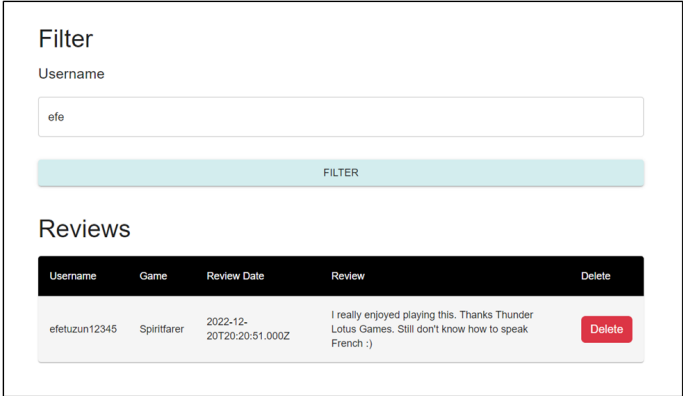 Filter
Username
efe
FILTER
Reviews
Username Game Review Date Review Delete
efetuzun12345 Spiritfarer 2022-12-
20T20:20:51.000Z I really enjoyed playing this. Thanks Thunder
Lotus Games. Still don't know how to speak
French :) Delete